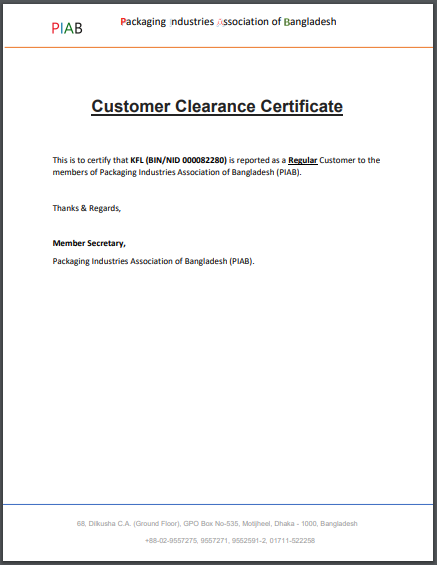 PIAB
Packaging Industries Association of Bangladesh
Customer Clearance Certificate
This is to certify that KFL (BIN/NID 000082280) is reported as a Regular Customer to the
members of Packaging Industries Association of Bangladesh (PIAB).
Thanks & Regards,
Member Secretary,
Packaging Industries Association of Bangladesh (PIAB).
68, Dilkusha C.A. (Ground Floor), GPO Box No-535, Motijheel, Dhaka - 1000, Bangladesh
+88-02-9557275, 9557271, 9552591-2, 01711-522258